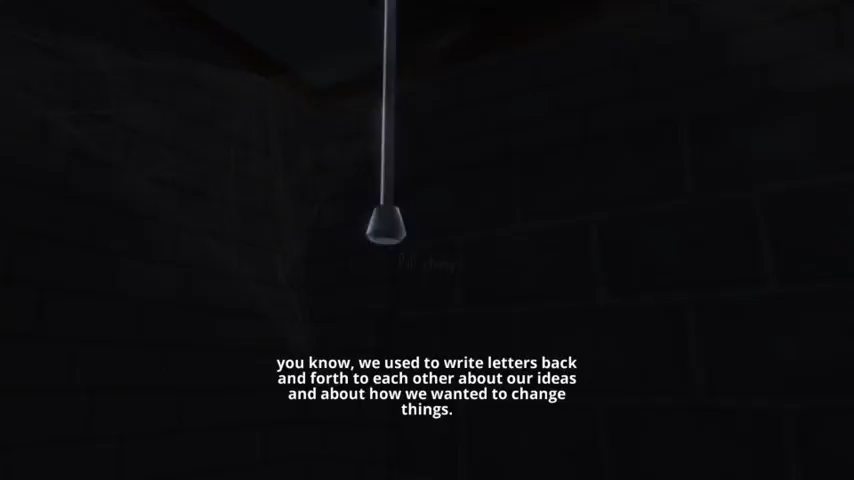 you know, we used to write letters back
and forth to each other about our ideas
and about how we wanted to change
things.